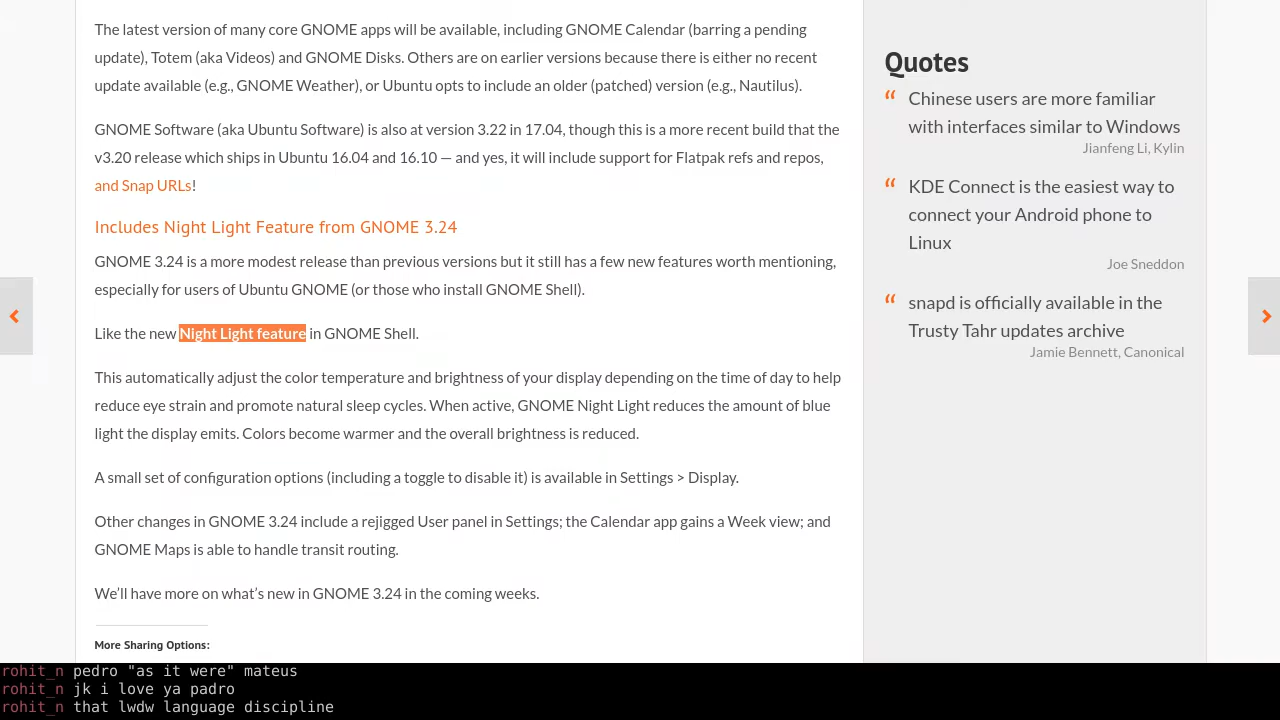 The latest version of many core GNOME apps will be available, including GNOME Calendar (barring a pending
update), Totem (aka Videos) and GNOME Disks. Others are on earlier versions because there is either no recent
update available (e.g., GNOME Weather), or Ubuntu opts to include an older (patched) version (e.g., Nautilus).
GNOME Software (aka Ubuntu Software) is also at version 3.22 in 17.04, though this is a more recent build that the
v3.20 release which ships in Ubuntu 16.04 and 16.10 — and yes, it will include support for Flatpak refs and repos,
and Snap URLs!
Includes Night Light Feature from GNOME 3.24
GNOME 3.24 is a more modest release than previous versions but it still has a few new features worth mentioning,
especially for users of Ubuntu GNOME (or those who install GNOME Shell).
Like the new Night Light feature in GNOME Shell.
This automatically adjust the color temperature and brightness of your display depending on the time of day to help
reduce eye strain and promote natural sleep cycles. When active, GNOME Night Light reduces the amount of blue
light the display emits. Colors become warmer and the overall brightness is reduced.
A small set of configuration options (including a toggle to disable it) is available in Settings > Display.
Other changes in GNOME 3.24 include a rejigged User panel in Settings; the Calendar app gains a Week view; and
GNOME Maps is able to handle transit routing.
We’ll have more on what’s new in GNOME 3.24 in the coming weeks.
More Sharing Options:
Quotes
“ Chinese users are more familiar
with interfaces similar to Windows
Jianfeng Li, Kylin
“ KDE Connect is the easiest way to
connect your Android phone to
Linux
Joe Sneddon
“ snapd is officially available in the
Trusty Tahr updates archive
Jamie Bennett, Canonical
rohit_n pedro "as it were" mateus
rohit_n jk i love ya padro
rohit_n that lwdw language discipline